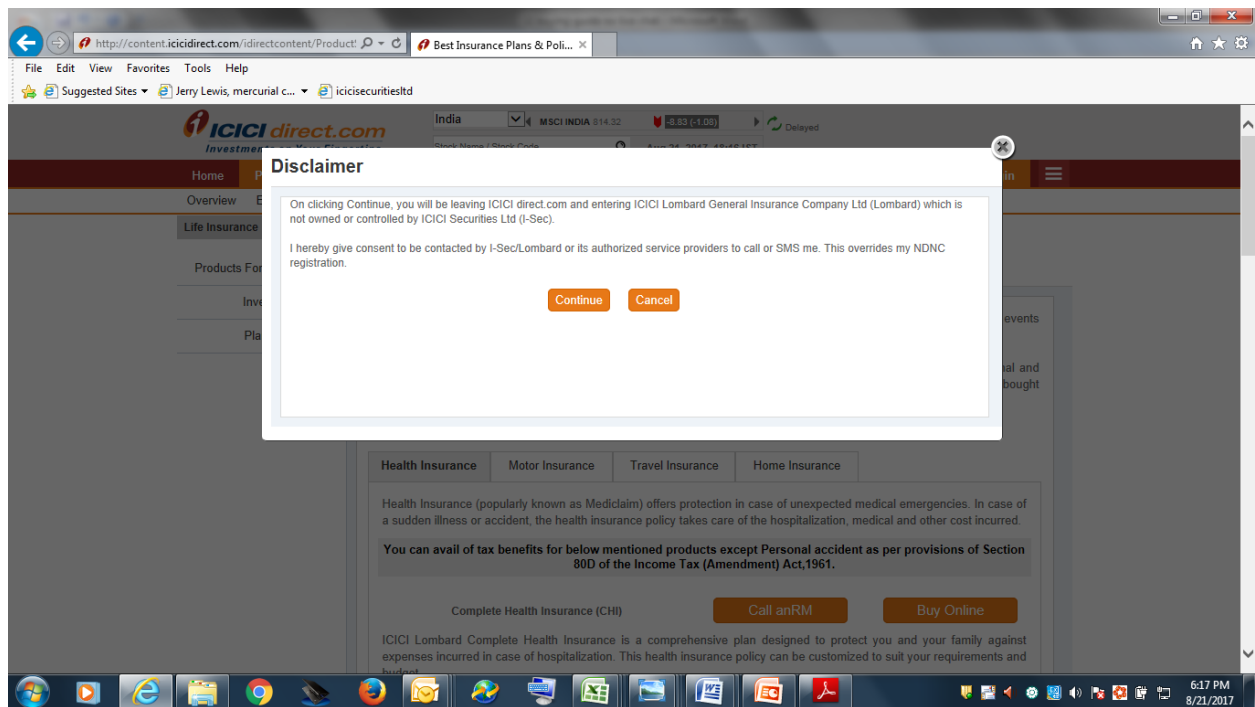 http://content.icicidirect.com/idirectcontent/Product:
Best Insurance Plans & Poli...
File Edit View Favorites Tools Help
Suggested Sites Jerry Lewis, mercurial c... icicisecuritiesltd
ICICI direct.com
India MSCI INDIA 814.32 -8.83 (-1.08) Delayed
Stock Name / Stock Code
Disclaimer
Home
Overview
On clicking Continue, you will be leaving ICICI direct.com and entering ICICI Lombard General Insurance Company Ltd (Lombard) which is
not owned or controlled by ICICI Securities Ltd (I-Sec).
Life Insurance
I hereby give consent to be contacted by I-Sec/Lombard or its authorized service providers to call or SMS me. This overrides my NDNC
registration.
Products For
Continue Cancel
events
and
bought
Health Insurance Motor Insurance Travel Insurance Home Insurance
Health Insurance (popularly known as Mediclaim) offers protection in case of unexpected medical emergencies. In case of
a sudden illness or accident, the health insurance policy takes care of the hospitalization, medical and other cost incurred.
You can avail of tax benefits for below mentioned products except Personal accident as per provisions of Section
80D of the Income Tax (Amendment) Act,1961.
Complete Health Insurance (CHI) Call anRM Buy Online
ICICI Lombard Complete Health Insurance is a comprehensive plan designed to protect you and your family against
expenses incurred in case of hospitalization. This health insurance policy can be customized to suit your requirements and
6:17 PM
8/21/2017